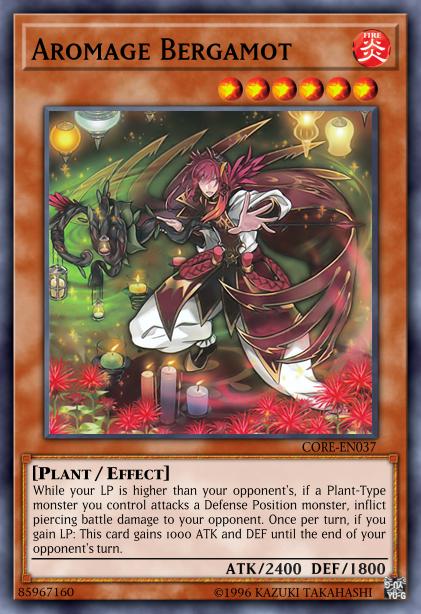 AROMAGE BERGAMOT
FIRE
炎
CORE-EN037
[PLANT / EFFECT]
While your LP is higher than your opponent's, if a Plant-Type
monster you control attacks a Defense Position monster, inflict
piercing battle damage to your opponent. Once per turn, if you
gain LP: This card gains 1000 ATK and DEF until the end of your
opponent's turn.
ATK/2400 DEF/1800
85967160
©1996 KAZUKI TAKAHASHI